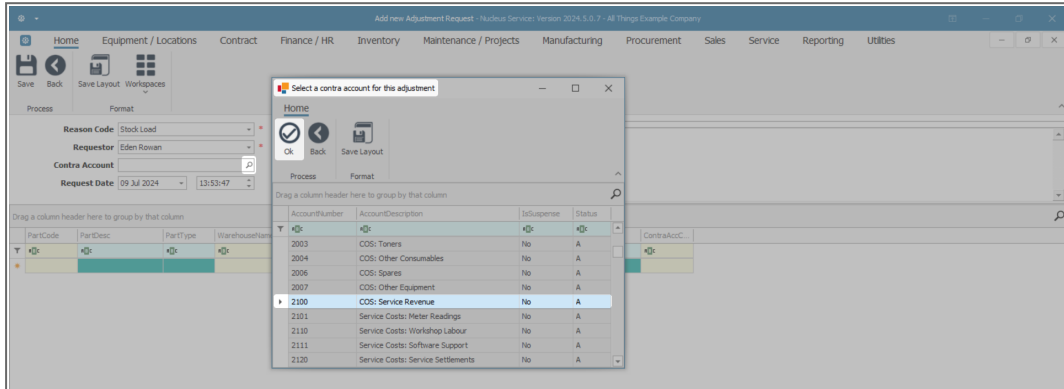 Add new Adjustment Request - Nucleus Service: Version 2024.5.0.7 - All Things Example Company
Home Equipment / Locations Contract Finance / HR Inventory Maintenance / Projects Manufacturing Procurement Sales Service Reporting Utilities
Save Back Save Layout Workspaces
Process Format
Reason Code Stock Load *
Requestor Eden Rowan *
Contra Account
Request Date 09 Jul 2024 13:53:47
Drag a column header here to group by that column
PartCode PartDesc PartType WarehouseNam ContraAccC...
Select a contra account for this adjustment
Home
Ok Back Save Layout
Process Format
Drag a column header here to group by that column
AccountNumber AccountDescription IsSuspense Status
2003 COS: Toners No A
2004 COS: Other Consumables No A
2006 COS: Spares No A
2007 COS: Other Equipment No A
2100 COS: Service Revenue No A
2101 Service Costs: Meter Readings No A
2110 Service Costs: Workshop Labour No A
2111 Service Costs: Software Support No A
2120 Service Costs: Service Settlements No A